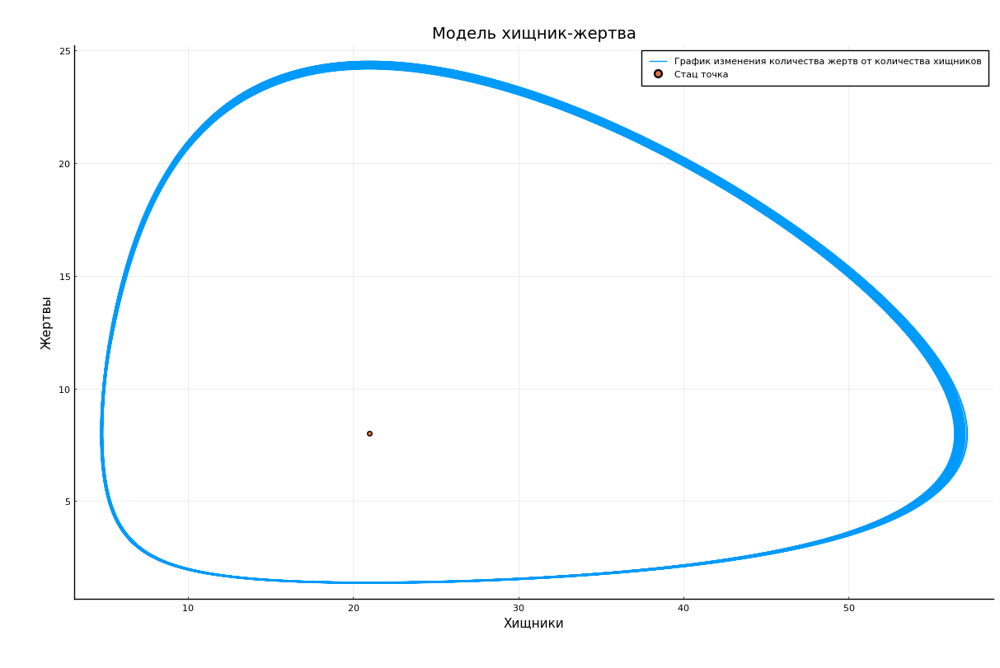 Модель хищник-жертва
График изменения количества жертв от количества хищников
Стац точка
25
20
15
10
5
Жертвы
10 20 30 40 50
Хищники